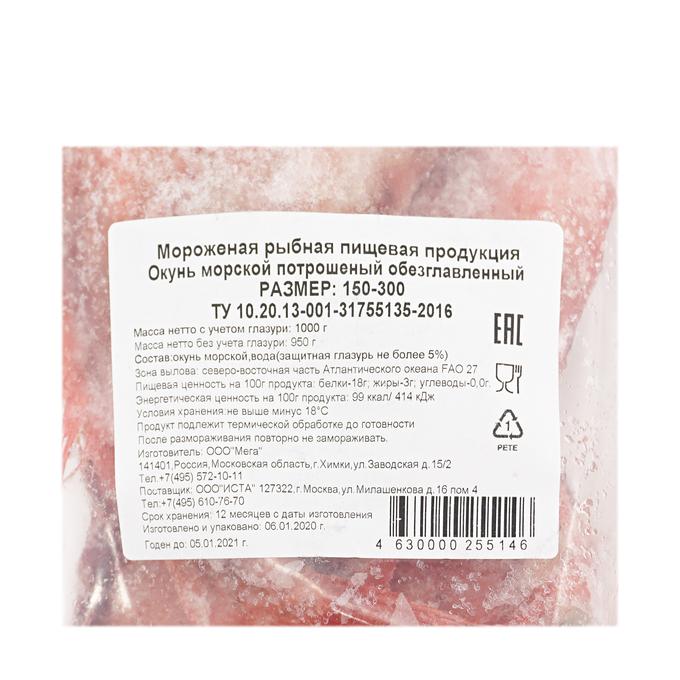 Мороженая рыбная пищевая продукция
Окунь морской потрошеный обезглавленный
РАЗМЕР: 150-300
ТУ 10.20.13-001-31755135-2016
Масса нетто с учетом глазури: 1000 г
Масса нетто без учета глазури: 950 г
Состав:окунь морской,вода(защитная глазурь не более 5%)
Зона вылова: северо-восточная часть Атлантического океана FAO 27
Пищевая ценность на 100г продукта: белки-18г; жиры-3г; углеводы-0,0г.
Энергетическая ценность на 100г продукта: 99 ккал/ 414 кДж
Условия хранения:не выше минус 18°С
Продукт подлежит термической обработке до готовности
После размораживания повторно не замораживать.
Изготовитель: ООО"Мега"
141401,Россия,Московская область,г.Химки,ул.Заводская д.15/2
Тел.+7(495) 572-10-11
Поставщик: ООО"ИСТА" 127322,г.Москва,ул.Милашенкова д.16 пом 4
Тел:+7(495) 610-76-70
Срок хранения: 12 месяцев с даты изготовления
Изготовлено и упаковано: 06.01.2020 г.
Годен до: 05.01.2021 г.
EAC
1
PETE
4 630000 255146